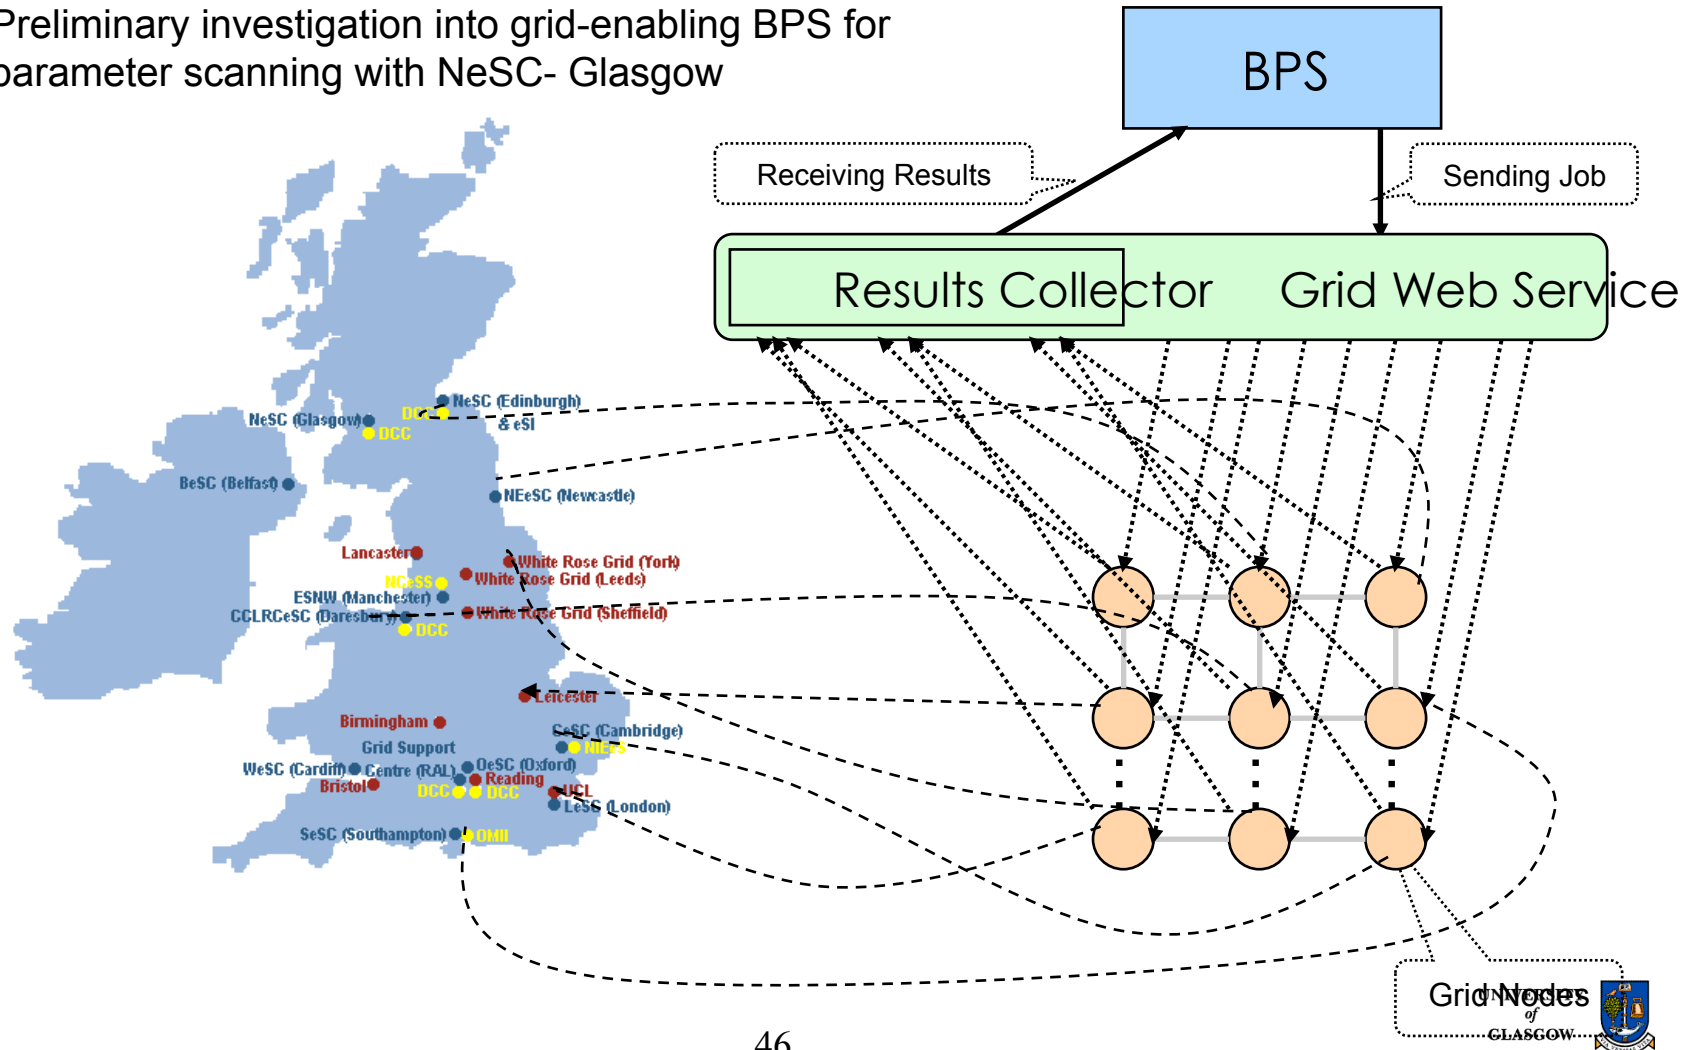 Preliminary investigation into grid-enabling BPS for
parameter scanning with NeSC- Glasgow
BPS
Receiving Results
Sending Job
Results Collector
Grid Web Service
NeSC (Edinburgh)
& eSI
DCC
NeSC (Glasgow)
DCC
BeSC (Belfast)
NEeSC (Newcastle)
Lancaster
White Rose Grid (York)
White Rose Grid (Leeds)
NCeSS
ESNW (Manchester)
CCLRCeSC (Daresbury)
White Rose Grid (Sheffield)
DCC
Leicester
Birmingham
CeSC (Cambridge)
NIEeS
Grid Support
Centre (RAL)
WeSC (Cardiff)
OeSC (Oxford)
Bristol
Reading
DCC
DCC
UCL
LeSC (London)
SeSC (Southampton)
OMII
Grid Nodes
UNIVERSITY
of
GLASGOW
46